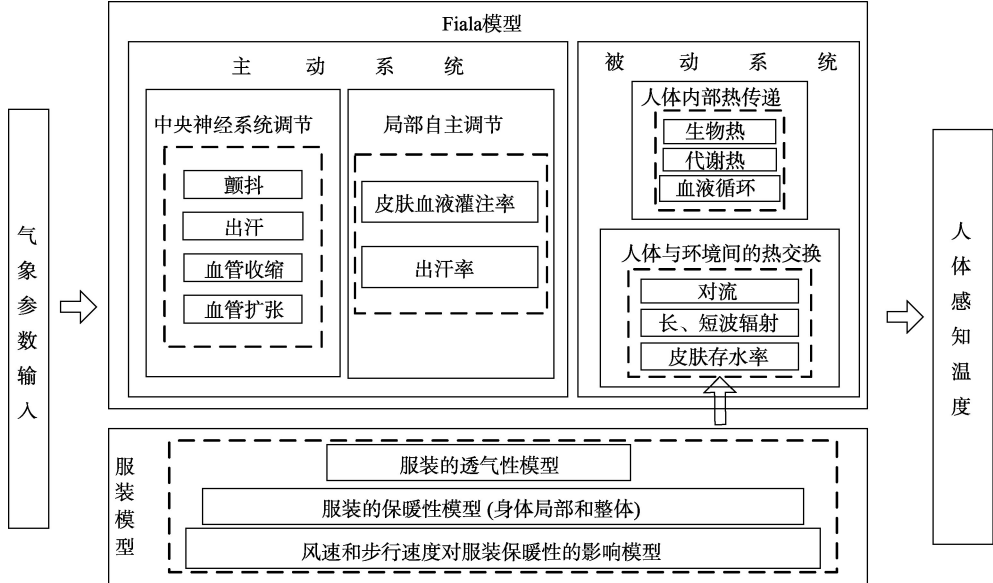 气象参数输入
Fiala模型
主动系统
中央神经系统调节
颤抖
出汗
血管收缩
血管扩张
局部自主调节
皮肤血液灌注率
出汗率
被动系统
人体内部热传递
生物热
代谢热
血液循环
人体与环境间的热交换
对流
长、短波辐射
皮肤存水率
服装模型
服装的透气性模型
服装的保暖性模型 (身体局部和整体)
风速和步行速度对服装保暖性的影响模型
人体感知温度